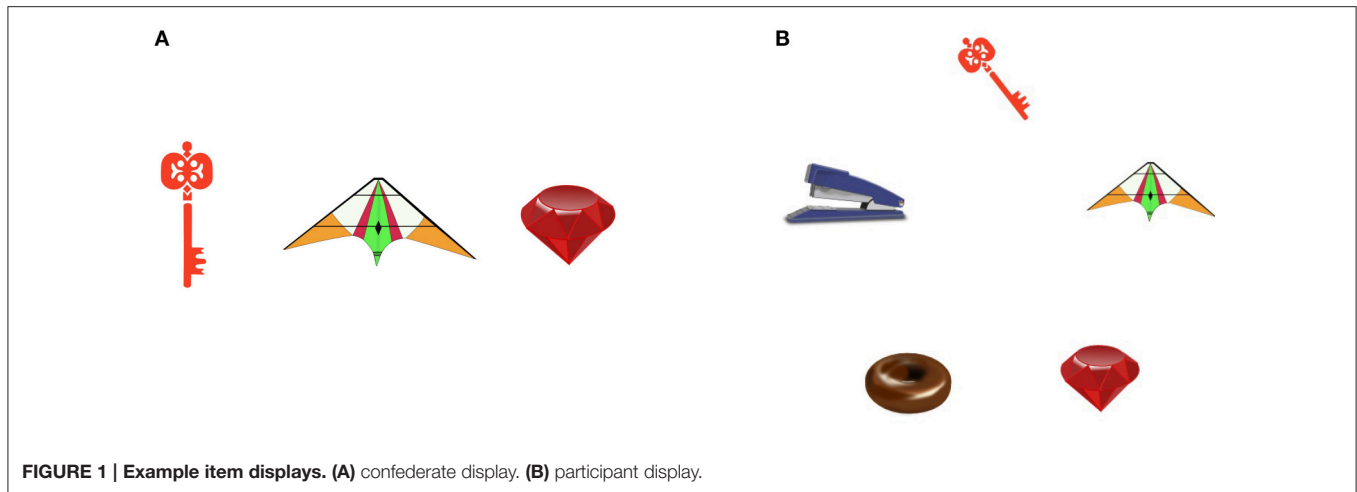 A
B
FIGURE 1 | Example item displays. (A) confederate display. (B) participant display.